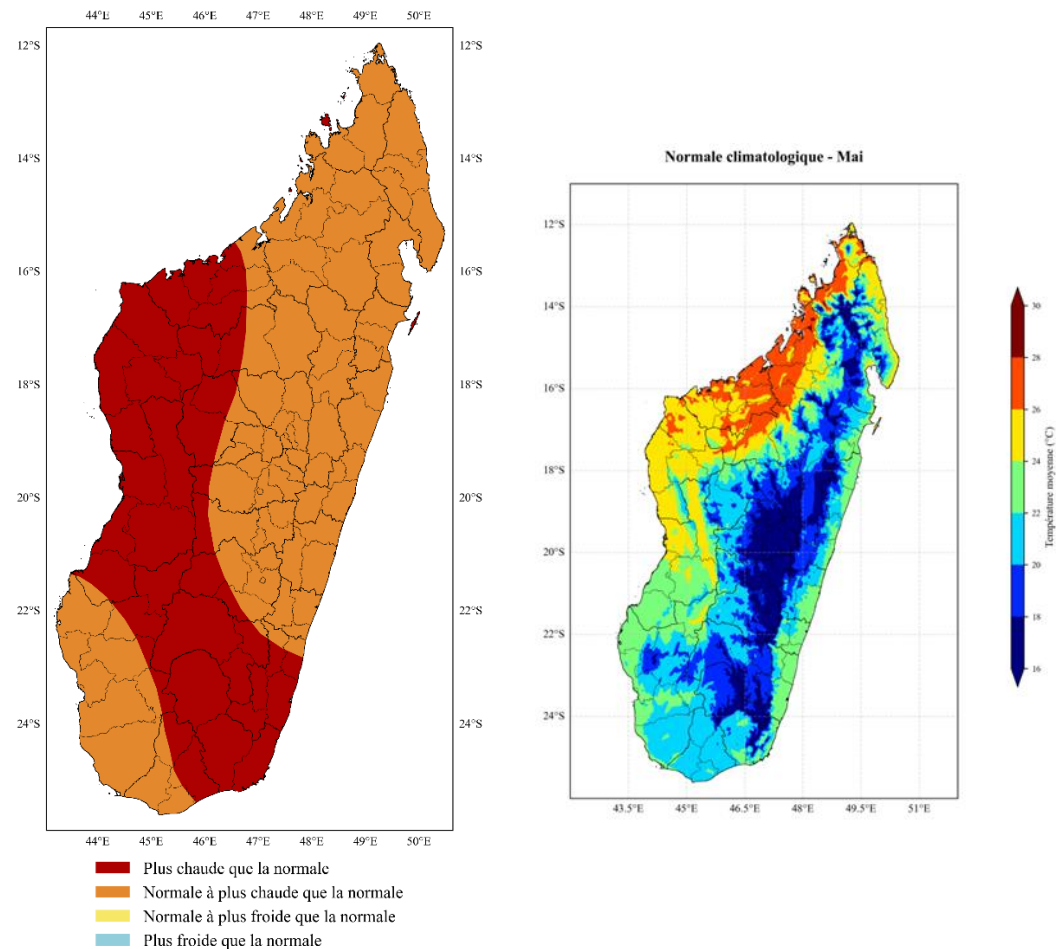 44°E 45°E 46°E 47°E 48°E 49°E 50°E
12°S 12°S
14°S 14°S
16°S 16°S
18°S 18°S
20°S 20°S
22°S 22°S
24°S 24°S
44°E 45°E 46°E 47°E 48°E 49°E 50°E
Plus chaude que la normale
Normale à plus chaude que la normale
Normale à plus froide que la normale
Plus froide que la normale
Normale climatologique - Mai
12°S
14°S
16°S
18°S
20°S
22°S
24°S
43.5°E 45°E 46.5°E 48°E 49.5°E 51°E
30
28
26
24
22
20
18
16
Température moyenne (°C)